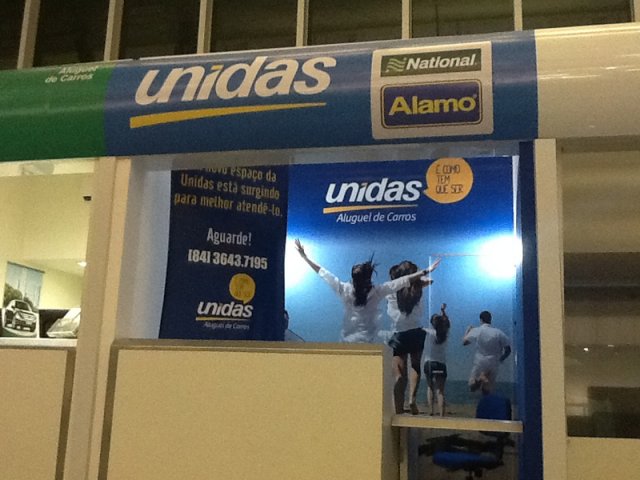 Aluguel
de Carros
unidas
National
Alamo
novo espaço da
Unidas está surgindo
para melhor atendê-lo.
Aguarde!
(84) 3643.7195
unidas
Aluguel de Carros
unidas
Aluguel de Carros
É COMO
TEM
QUE SER